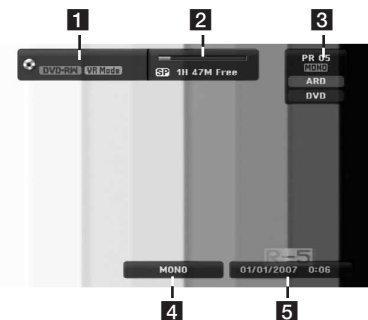 1 2 3
DVD-RW VR Mode
SP 1H 47M Free
PR 05
MONO
ARD
DVD
R-5
MONO
01/01/2007 0:06
4 5